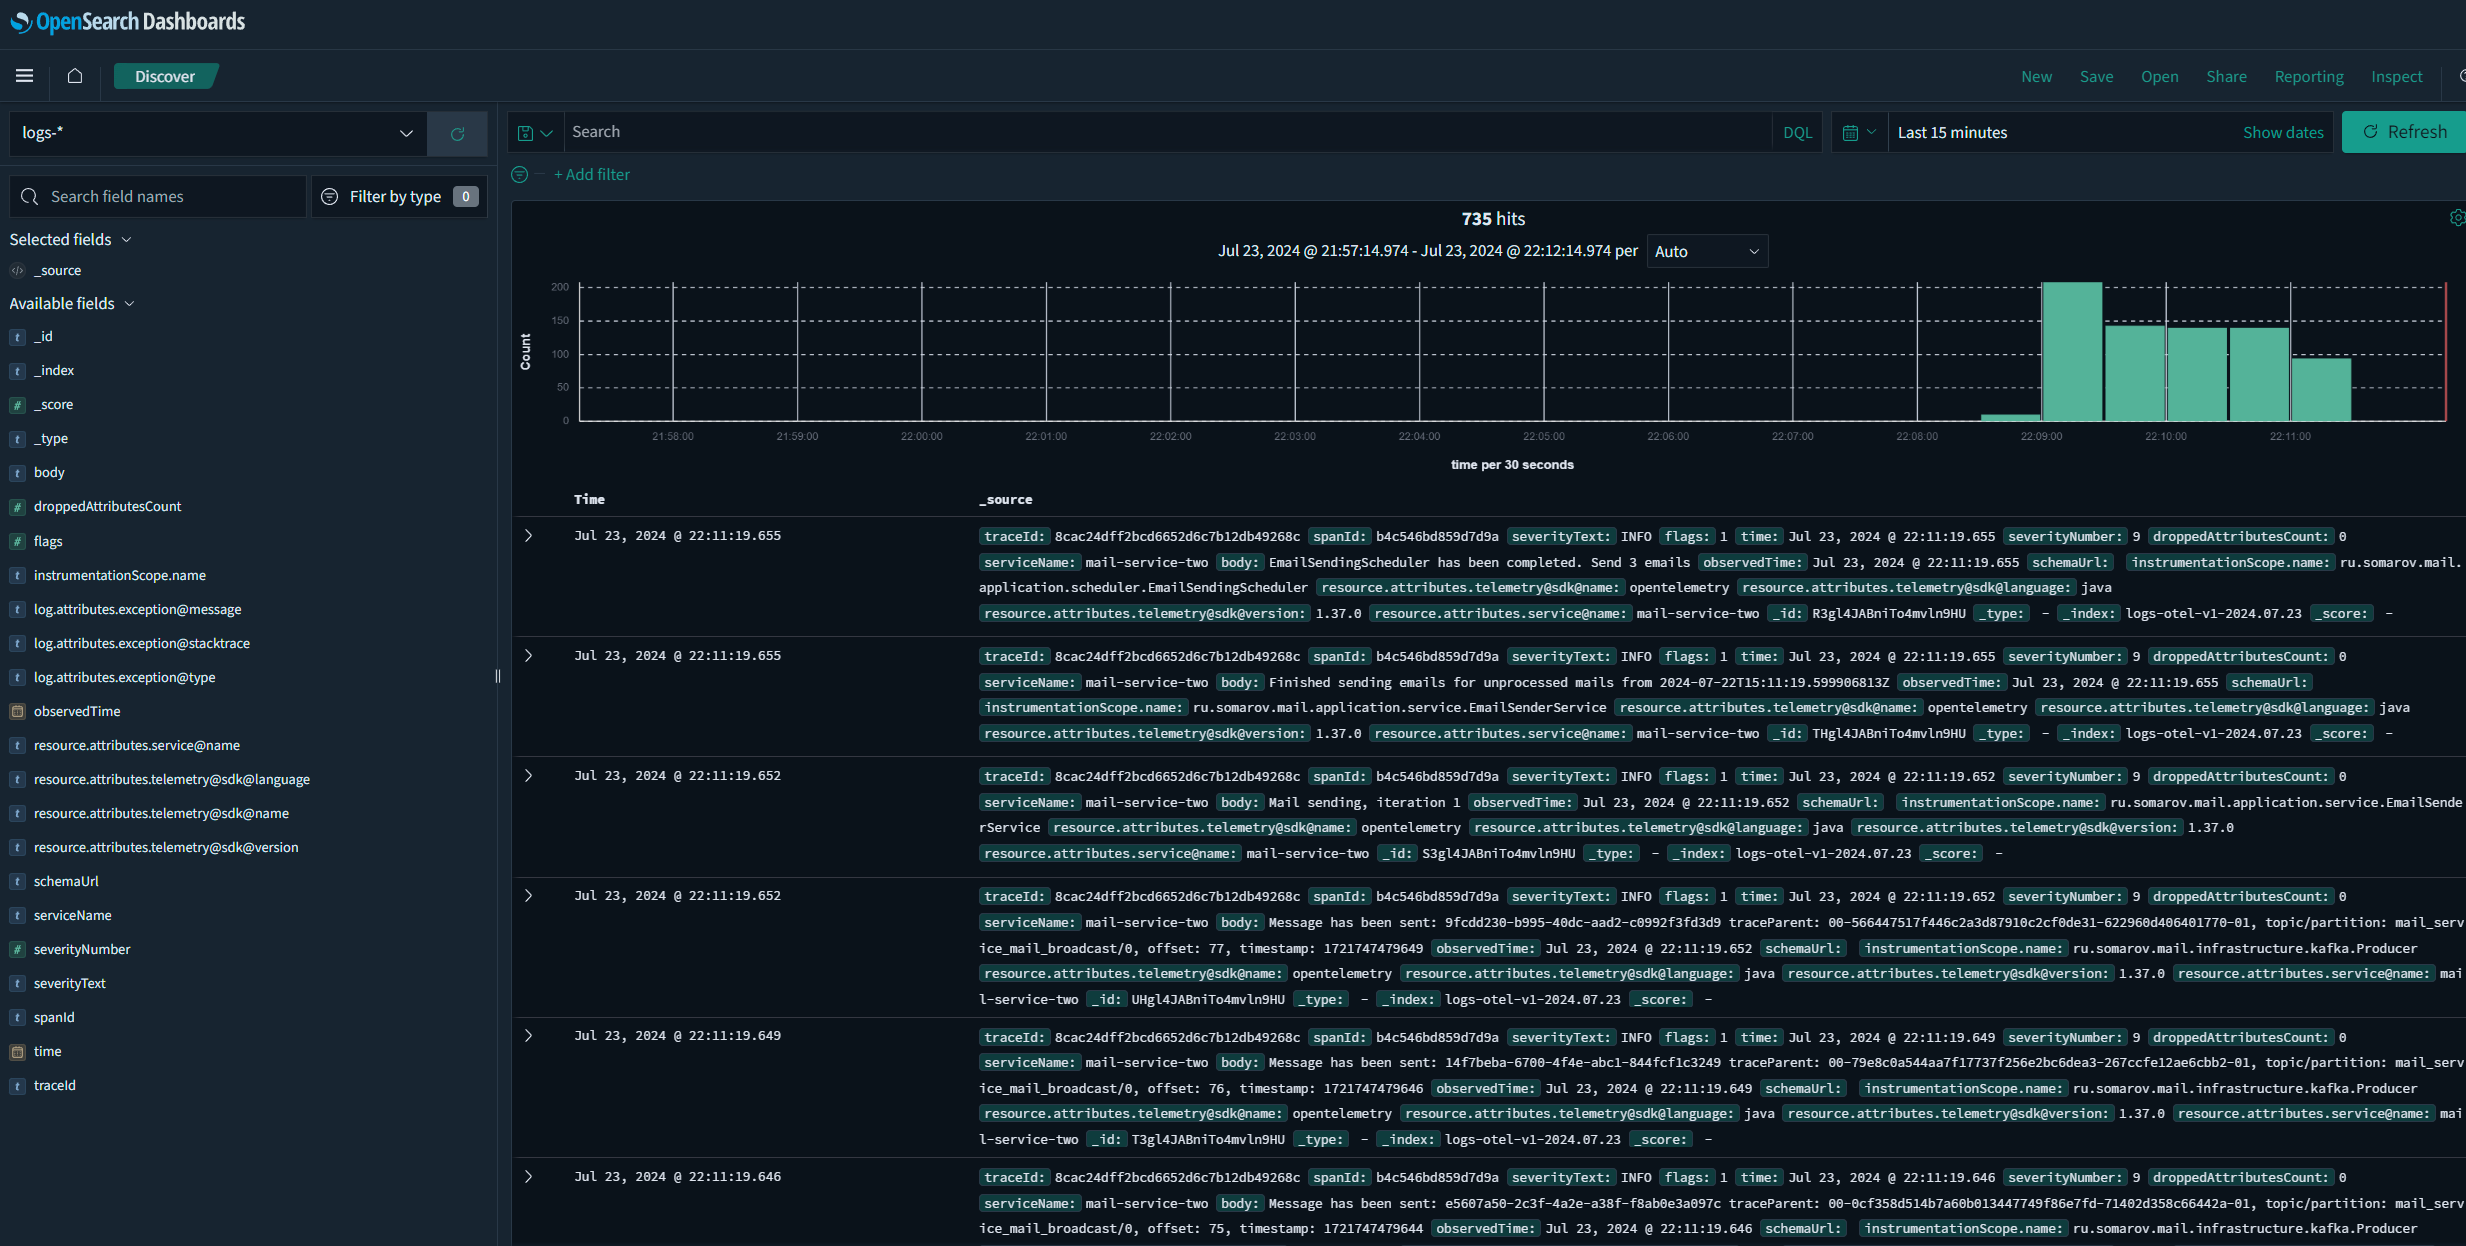 OpenSearch Dashboards
Discover
New Save Open Share Reporting Inspect
logs-*
Search
DQL
Last 15 minutes
Show dates
Refresh
+ Add filter
Search field names
Filter by type 0
Selected fields
_source
Available fields
_id
_index
_score
_type
body
droppedAttributesCount
flags
instrumentationScope.name
log.attributes.exception@message
log.attributes.exception@stacktrace
log.attributes.exception@type
observedTime
resource.attributes.service@name
resource.attributes.telemetry@sdk@language
resource.attributes.telemetry@sdk@name
resource.attributes.telemetry@sdk@version
schemaUrl
serviceName
severityNumber
severityText
spanId
time
traceId
735 hits
Jul 23, 2024 @ 21:57:14.974 - Jul 23, 2024 @ 22:12:14.974 per Auto
Count
200
150
100
50
0
21:58:00 21:59:00 22:00:00 22:01:00 22:02:00 22:03:00 22:04:00 22:05:00 22:06:00 22:07:00 22:08:00 22:09:00 22:10:00 22:11:00
time per 30 seconds
Time _source
Jul 23, 2024 @ 22:11:19.655 traceId: 8cac24dff2bcd6652d6c7b12db49268c spanId: b4c546bd859d7d9a severityText: INFO flags: 1 time: Jul 23, 2024 @ 22:11:19.655 severityNumber: 9 droppedAttributesCount: 0
serviceName: mail-service-two body: EmailSendingScheduler has been completed. Send 3 emails observedTime: Jul 23, 2024 @ 22:11:19.655 schemaUrl: instrumentationScope.name: ru.somarov.mail.
application.scheduler.EmailSendingScheduler resource.attributes.telemetry@sdk@name: opentelemetry resource.attributes.telemetry@sdk@language: java
resource.attributes.telemetry@sdk@version: 1.37.0 resource.attributes.service@name: mail-service-two _id: R3gl4JABniTo4mvln9HU _type: - _index: logs-otel-v1-2024.07.23 _score: -
Jul 23, 2024 @ 22:11:19.655 traceId: 8cac24dff2bcd6652d6c7b12db49268c spanId: b4c546bd859d7d9a severityText: INFO flags: 1 time: Jul 23, 2024 @ 22:11:19.655 severityNumber: 9 droppedAttributesCount: 0
serviceName: mail-service-two body: Finished sending emails for unprocessed mails from 2024-07-22T15:11:19.599906813Z observedTime: Jul 23, 2024 @ 22:11:19.655 schemaUrl:
instrumentationScope.name: ru.somarov.mail.application.service.EmailSenderService resource.attributes.telemetry@sdk@name: opentelemetry resource.attributes.telemetry@sdk@language: java
resource.attributes.telemetry@sdk@version: 1.37.0 resource.attributes.service@name: mail-service-two _id: THgl4JABniTo4mvln9HU _type: - _index: logs-otel-v1-2024.07.23 _score: -
Jul 23, 2024 @ 22:11:19.652 traceId: 8cac24dff2bcd6652d6c7b12db49268c spanId: b4c546bd859d7d9a severityText: INFO flags: 1 time: Jul 23, 2024 @ 22:11:19.652 severityNumber: 9 droppedAttributesCount: 0
serviceName: mail-service-two body: Mail sending, iteration 1 observedTime: Jul 23, 2024 @ 22:11:19.652 schemaUrl: instrumentationScope.name: ru.somarov.mail.application.service.EmailSende
rService resource.attributes.telemetry@sdk@name: opentelemetry resource.attributes.telemetry@sdk@language: java resource.attributes.telemetry@sdk@version: 1.37.0
resource.attributes.service@name: mail-service-two _id: S3gl4JABniTo4mvln9HU _type: - _index: logs-otel-v1-2024.07.23 _score: -
Jul 23, 2024 @ 22:11:19.652 traceId: 8cac24dff2bcd6652d6c7b12db49268c spanId: b4c546bd859d7d9a severityText: INFO flags: 1 time: Jul 23, 2024 @ 22:11:19.652 severityNumber: 9 droppedAttributesCount: 0
serviceName: mail-service-two body: Message has been sent: 9fcdd230-b995-40dc-aad2-c0992f3fd3d9 traceParent: 00-566447517f446c2a3d87910c2cf0de31-622960d406401770-01, topic/partition: mail_serv
ice_mail_broadcast/0, offset: 77, timestamp: 1721747479649 observedTime: Jul 23, 2024 @ 22:11:19.652 schemaUrl: instrumentationScope.name: ru.somarov.mail.infrastructure.kafka.Producer
resource.attributes.telemetry@sdk@name: opentelemetry resource.attributes.telemetry@sdk@language: java resource.attributes.telemetry@sdk@version: 1.37.0 resource.attributes.service@name: mai
l-service-two _id: UHgl4JABniTo4mvln9HU _type: - _index: logs-otel-v1-2024.07.23 _score: -
Jul 23, 2024 @ 22:11:19.649 traceId: 8cac24dff2bcd6652d6c7b12db49268c spanId: b4c546bd859d7d9a severityText: INFO flags: 1 time: Jul 23, 2024 @ 22:11:19.649 severityNumber: 9 droppedAttributesCount: 0
serviceName: mail-service-two body: Message has been sent: 14f7beba-6700-4f4e-abc1-844fcf1c3249 traceParent: 00-79e8c0a544aa7f17737f256e2bc6dea3-267ccfe12ae6cbb2-01, topic/partition: mail_serv
ice_mail_broadcast/0, offset: 76, timestamp: 1721747479646 observedTime: Jul 23, 2024 @ 22:11:19.649 schemaUrl: instrumentationScope.name: ru.somarov.mail.infrastructure.kafka.Producer
resource.attributes.telemetry@sdk@name: opentelemetry resource.attributes.telemetry@sdk@language: java resource.attributes.telemetry@sdk@version: 1.37.0 resource.attributes.service@name: mai
l-service-two _id: T3gl4JABniTo4mvln9HU _type: - _index: logs-otel-v1-2024.07.23 _score: -
Jul 23, 2024 @ 22:11:19.646 traceId: 8cac24dff2bcd6652d6c7b12db49268c spanId: b4c546bd859d7d9a severityText: INFO flags: 1 time: Jul 23, 2024 @ 22:11:19.646 severityNumber: 9 droppedAttributesCount: 0
serviceName: mail-service-two body: Message has been sent: e5607a50-2c3f-4a2e-a38f-f8ab0e3a097c traceParent: 00-0cf358d514b7a60b013447749f86e7fd-71402d358c66442a-01, topic/partition: mail_serv
ice_mail_broadcast/0, offset: 75, timestamp: 1721747479644 observedTime: Jul 23, 2024 @ 22:11:19.646 schemaUrl: instrumentationScope.name: ru.somarov.mail.infrastructure.kafka.Producer